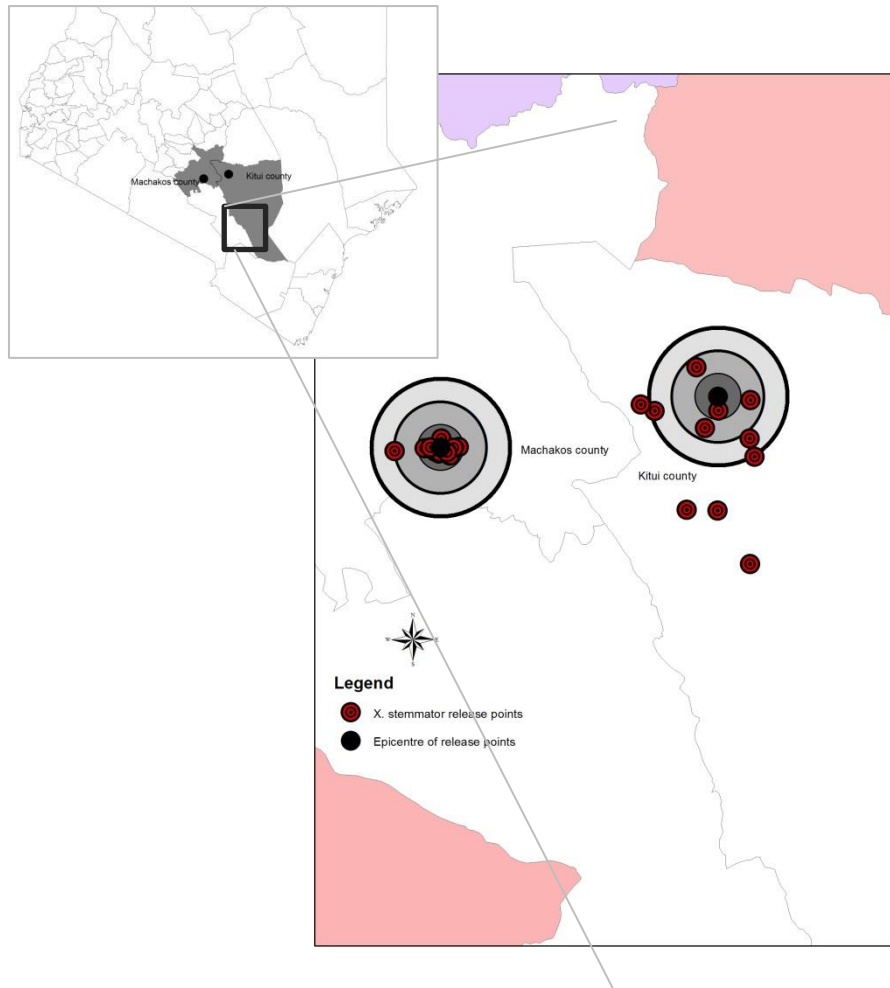 Machakos county
Kitui county
Machakos county
Kitui county
N
W
E
S
Legend
X. stemmator release points
Epicentre of release points